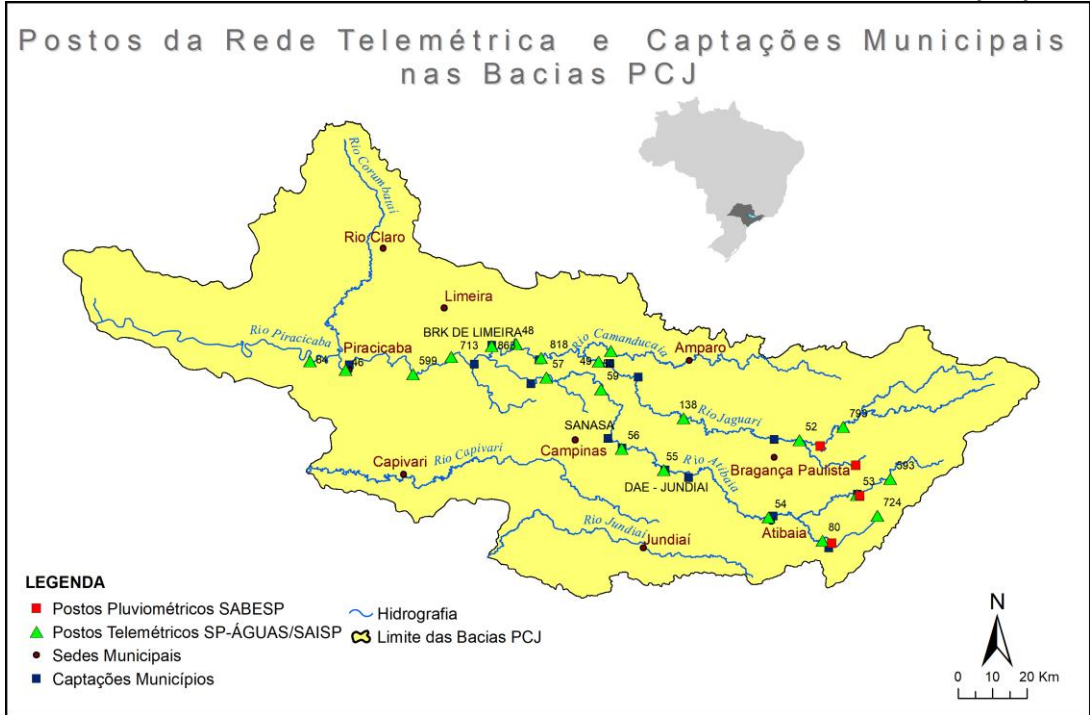 Postos da Rede Telemétrica e Captações Municipais
nas Bacias PCJ
Rio Corumbataí
Rio Claro
Limeira
BRK DE LIMEIRA
48
Rio Camanducaia
Rio Piracicaba
Piracicaba
713
866
818
Amparo
84
46
599
57
49
59
138
Rio Jaguari
52
798
SANASA
Campinas
56
Rio Capivari
Capivari
55
Rio Atibaia
Bragança Paulista
DAE - JUNDIAI
593
53
54
724
Rio Jundiaí
Jundiaí
Atibaia
80
LEGENDA
Postos Pluviométricos SABESP
Hidrografia
Postos Telemétricos SP-ÁGUAS/SAISP
Limite das Bacias PCJ
Sedes Municipais
Captações Municípios
N
0 10 20 Km